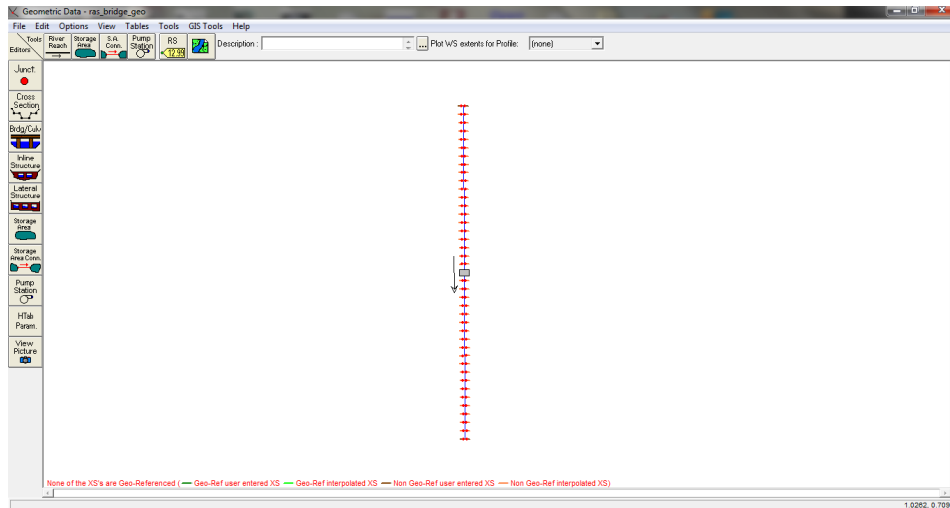 Geometric Data - ras_bridge_geo
File Edit Options View Tables Tools GIS Tools Help
Tools
Editors
River
Reach
Storage
Area
S.A.
Conn.
Pump
Station
RS
12.99
Description :
...
Plot WS extents for Profile:
(none)
Junct.
Cross
Section
Brdg/Culv
Inline
Structure
Lateral
Structure
Storage
Area
Storage
Area Conn.
Pump
Station
HTab
Param.
View
Picture
None of the XS's are Geo-Referenced ( Geo-Ref user entered XS Geo-Ref interpolated XS Non Geo-Ref user entered XS Non Geo-Ref interpolated XS)
1.0262, 0.709